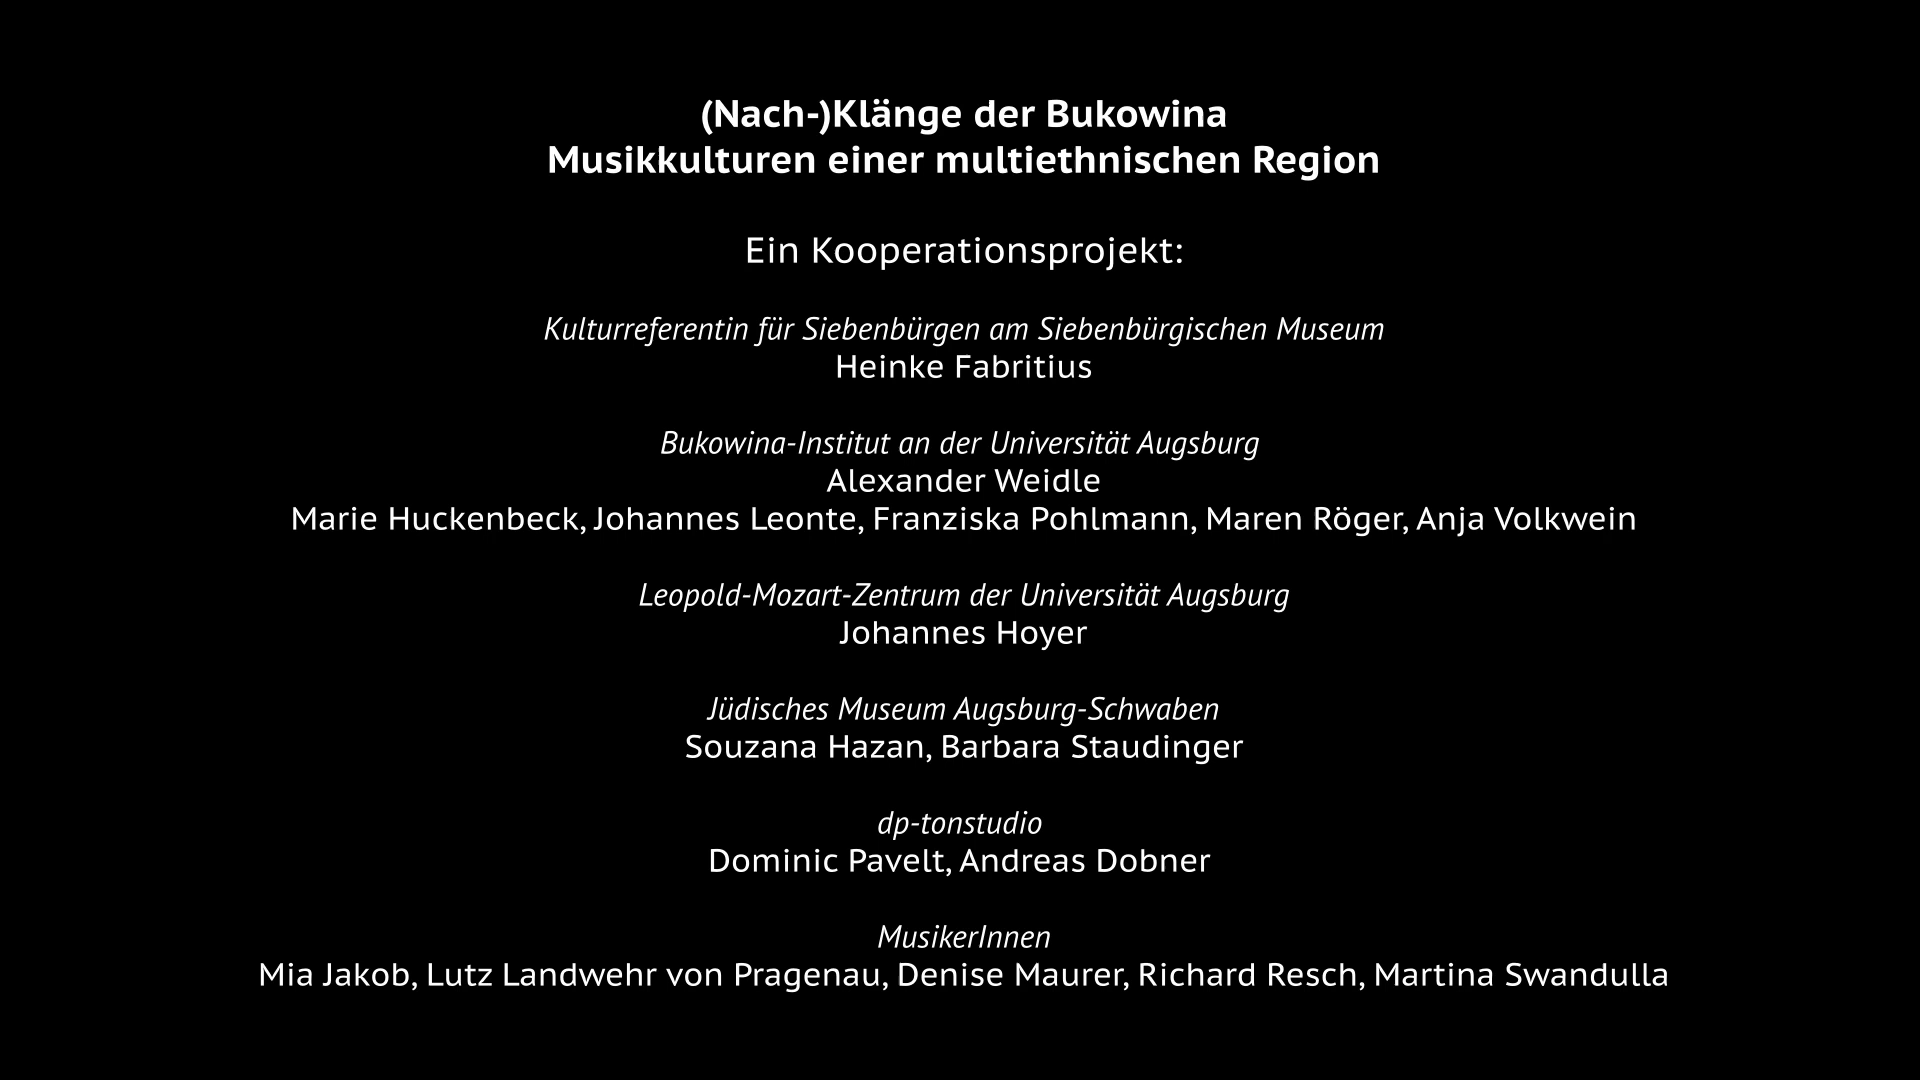 (Nach-)Klänge der Bukowina
Musikkulturen einer multiethnischen Region
Ein Kooperationsprojekt:
Kulturreferentin für Siebenbürgen am Siebenbürgischen Museum
Heinke Fabritius
Bukowina-Institut an der Universität Augsburg
Alexander Weidle
Marie Huckenbeck, Johannes Leonte, Franziska Pohlmann, Maren Röger, Anja Volkwein
Leopold-Mozart-Zentrum der Universität Augsburg
Johannes Hoyer
Jüdisches Museum Augsburg-Schwaben
Souzana Hazan, Barbara Staudinger
dp-tonstudio
Dominic Pavelt, Andreas Dobner
MusikerInnen
Mia Jakob, Lutz Landwehr von Pragenau, Denise Maurer, Richard Resch, Martina Swandulla